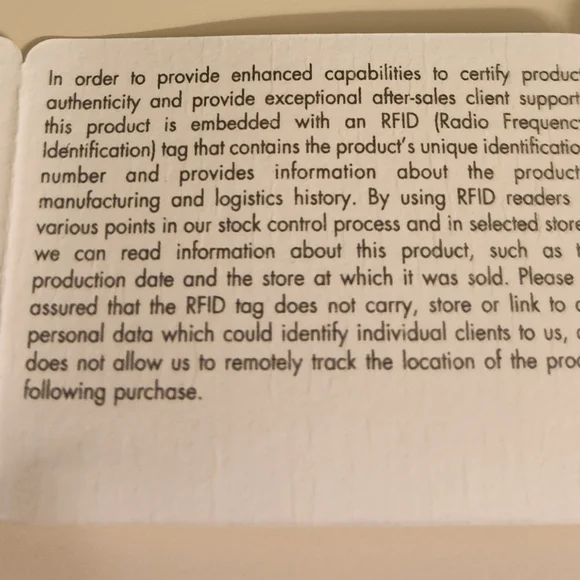 In order to provide enhanced capabilities to certify produc
authenticity and provide exceptional after-sales client support
this product is embedded with an RFID (Radio Frequenc
Identification) tag that contains the product's unique identificatio
number and provides information about the product
manufacturing and logistics history. By using RFID readers
various points in our stock control process and in selected store
we can read information about this product, such as t
production date and the store at which it was sold. Please
assured that the RFID tag does not carry, store or link to a
personal data which could identify individual clients to us,
does not allow us to remotely track the location of the prod
following purchase.